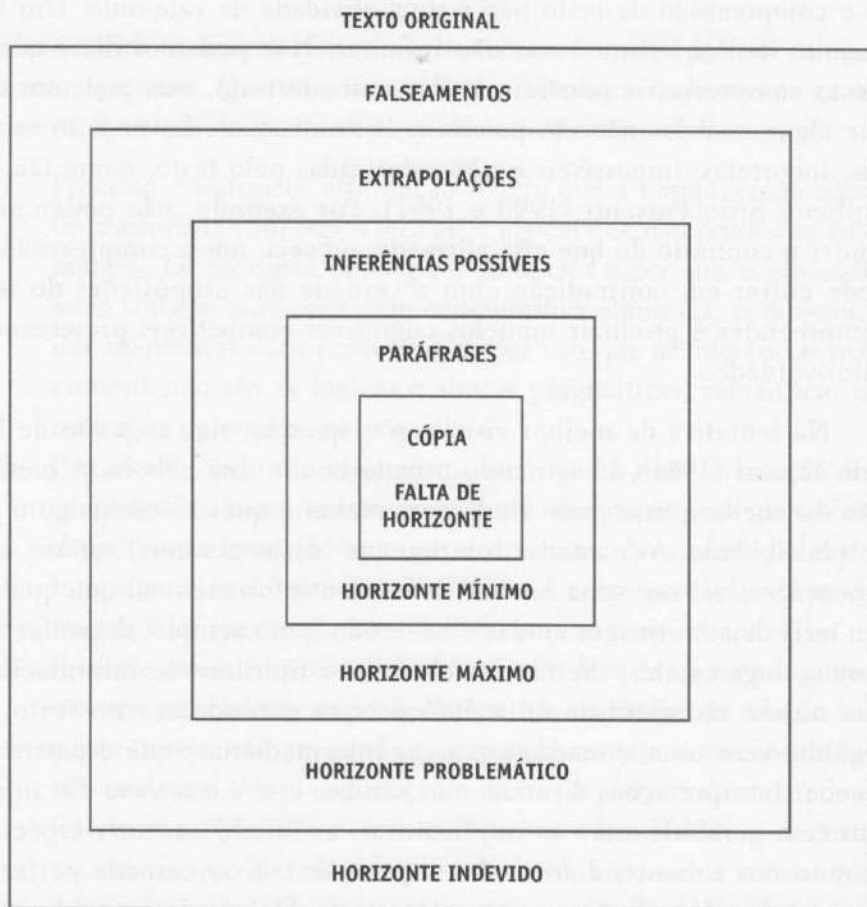 TEXTO ORIGINAL
FALSEAMENTOS
EXTRAPOLAÇÕES
INFERÊNCIAS POSSÍVEIS
PARÁFRASES
CÓPIA
FALTA DE
HORIZONTE
HORIZONTE MÍNIMO
HORIZONTE MÁXIMO
HORIZONTE PROBLEMÁTICO
HORIZONTE INDEVIDO